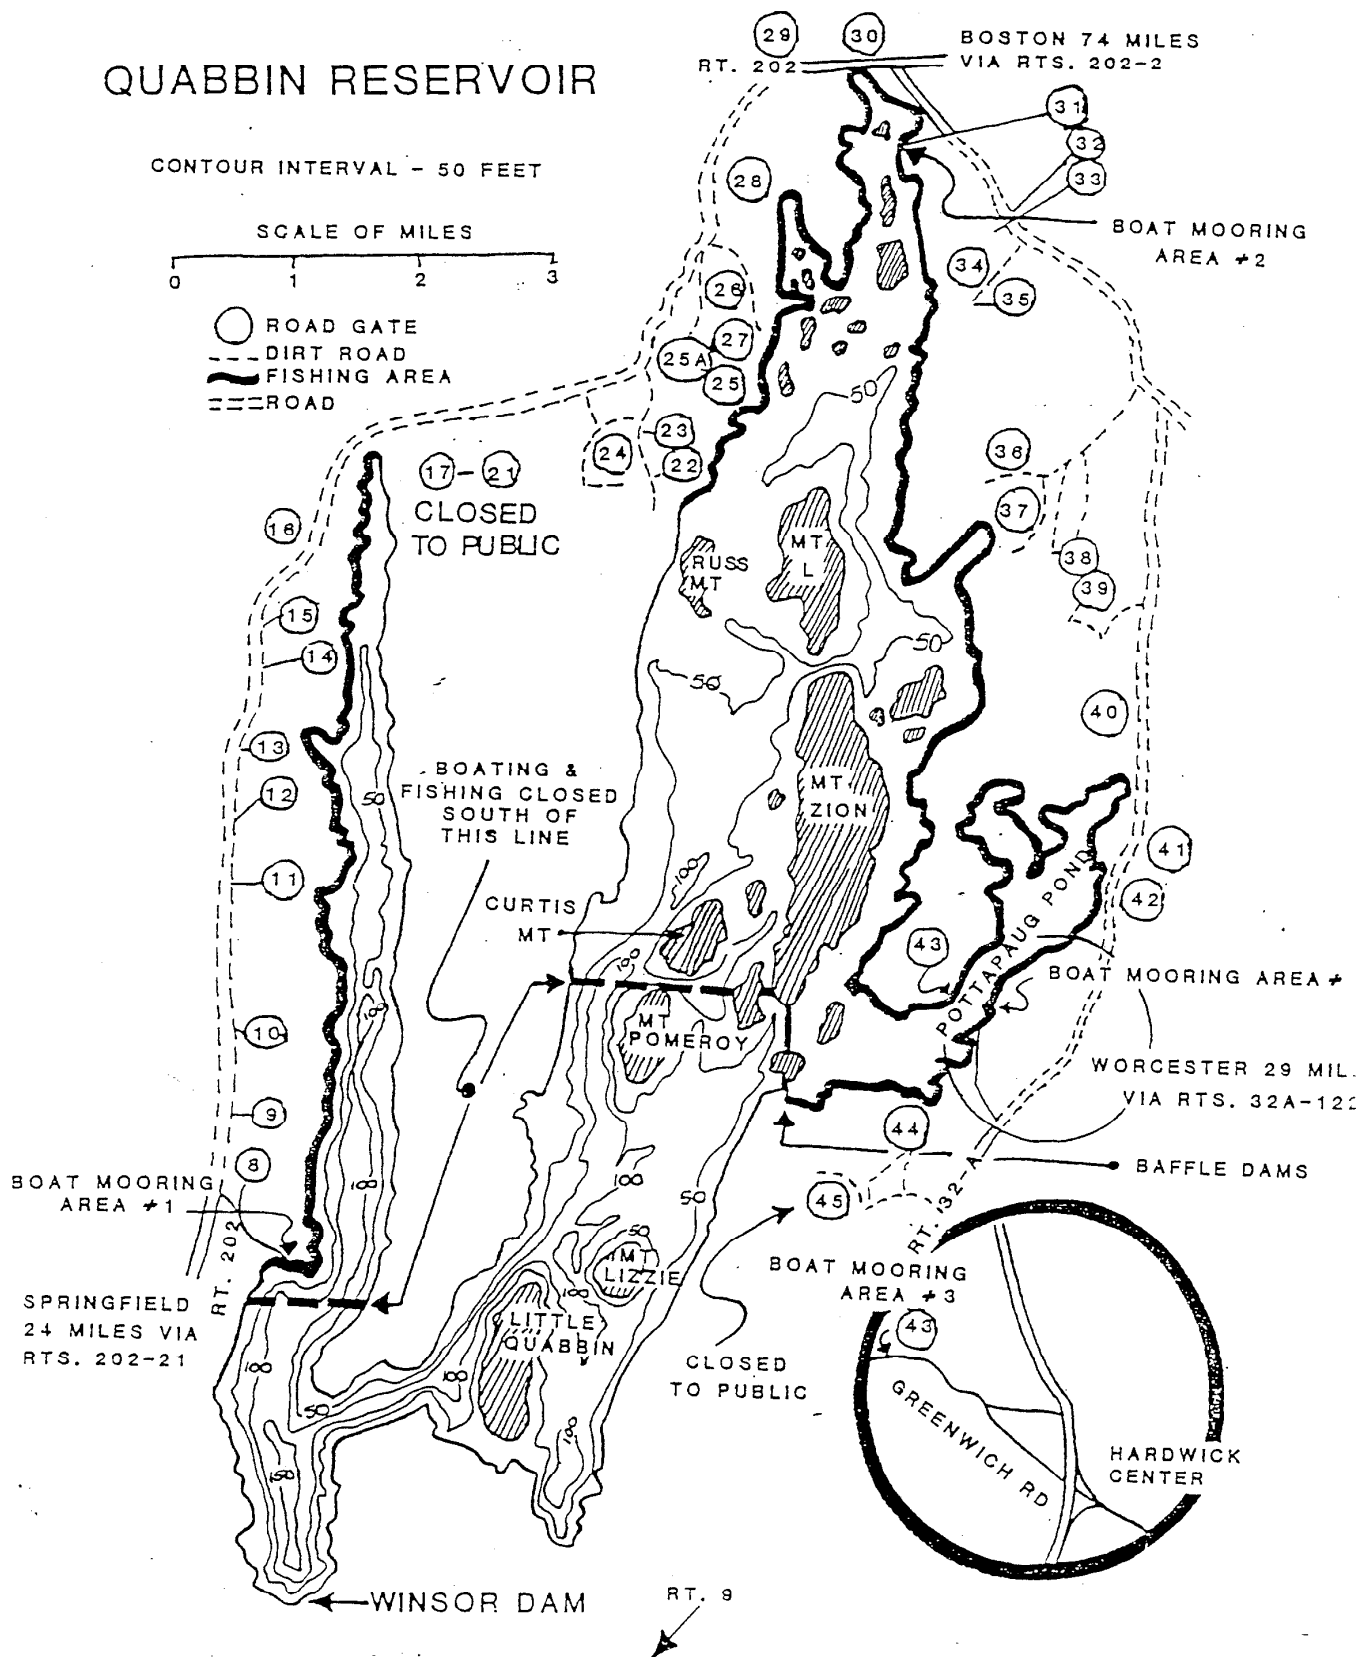 29
30
BOSTON 74 MILES
VIA RTS. 202-2
RT. 202
QUABBIN RESERVOIR
31
32
33
CONTOUR INTERVAL - 50 FEET
28
SCALE OF MILES
0 1 2 3
BOAT MOORING
AREA #2
34
35
26
27
25A
25
ROAD GATE
DIRT ROAD
FISHING AREA
ROAD
50
23
24
22
36
17 - 21
CLOSED
TO PUBLIC
37
16
MT
L
RUSS
MT
38
39
15
14
50
50
40
13
12
50
BOATING &
FISHING CLOSED
SOUTH OF
THIS LINE
MT
ZION
41
42
11
100
CURTIS
MT
POTTAPAUG POND
43
100
BOAT MOORING AREA #
10
100
MT
POMEROY
WORCESTER 29 MIL.
VIA RTS. 32A-122
9
44
8
BAFFLE DAMS
BOAT MOORING
AREA #1
100
100
50
45
RT. 202
RT. 132-A
50
MT
LIZZIE
100
BOAT MOORING
AREA #3
43
SPRINGFIELD
24 MILES VIA
RTS. 202-21
LITTLE
QUABBIN
100
100
CLOSED
TO PUBLIC
50
100
GREENWICH RD
HARDWICK
CENTER
150
WINSOR DAM
RT. 9